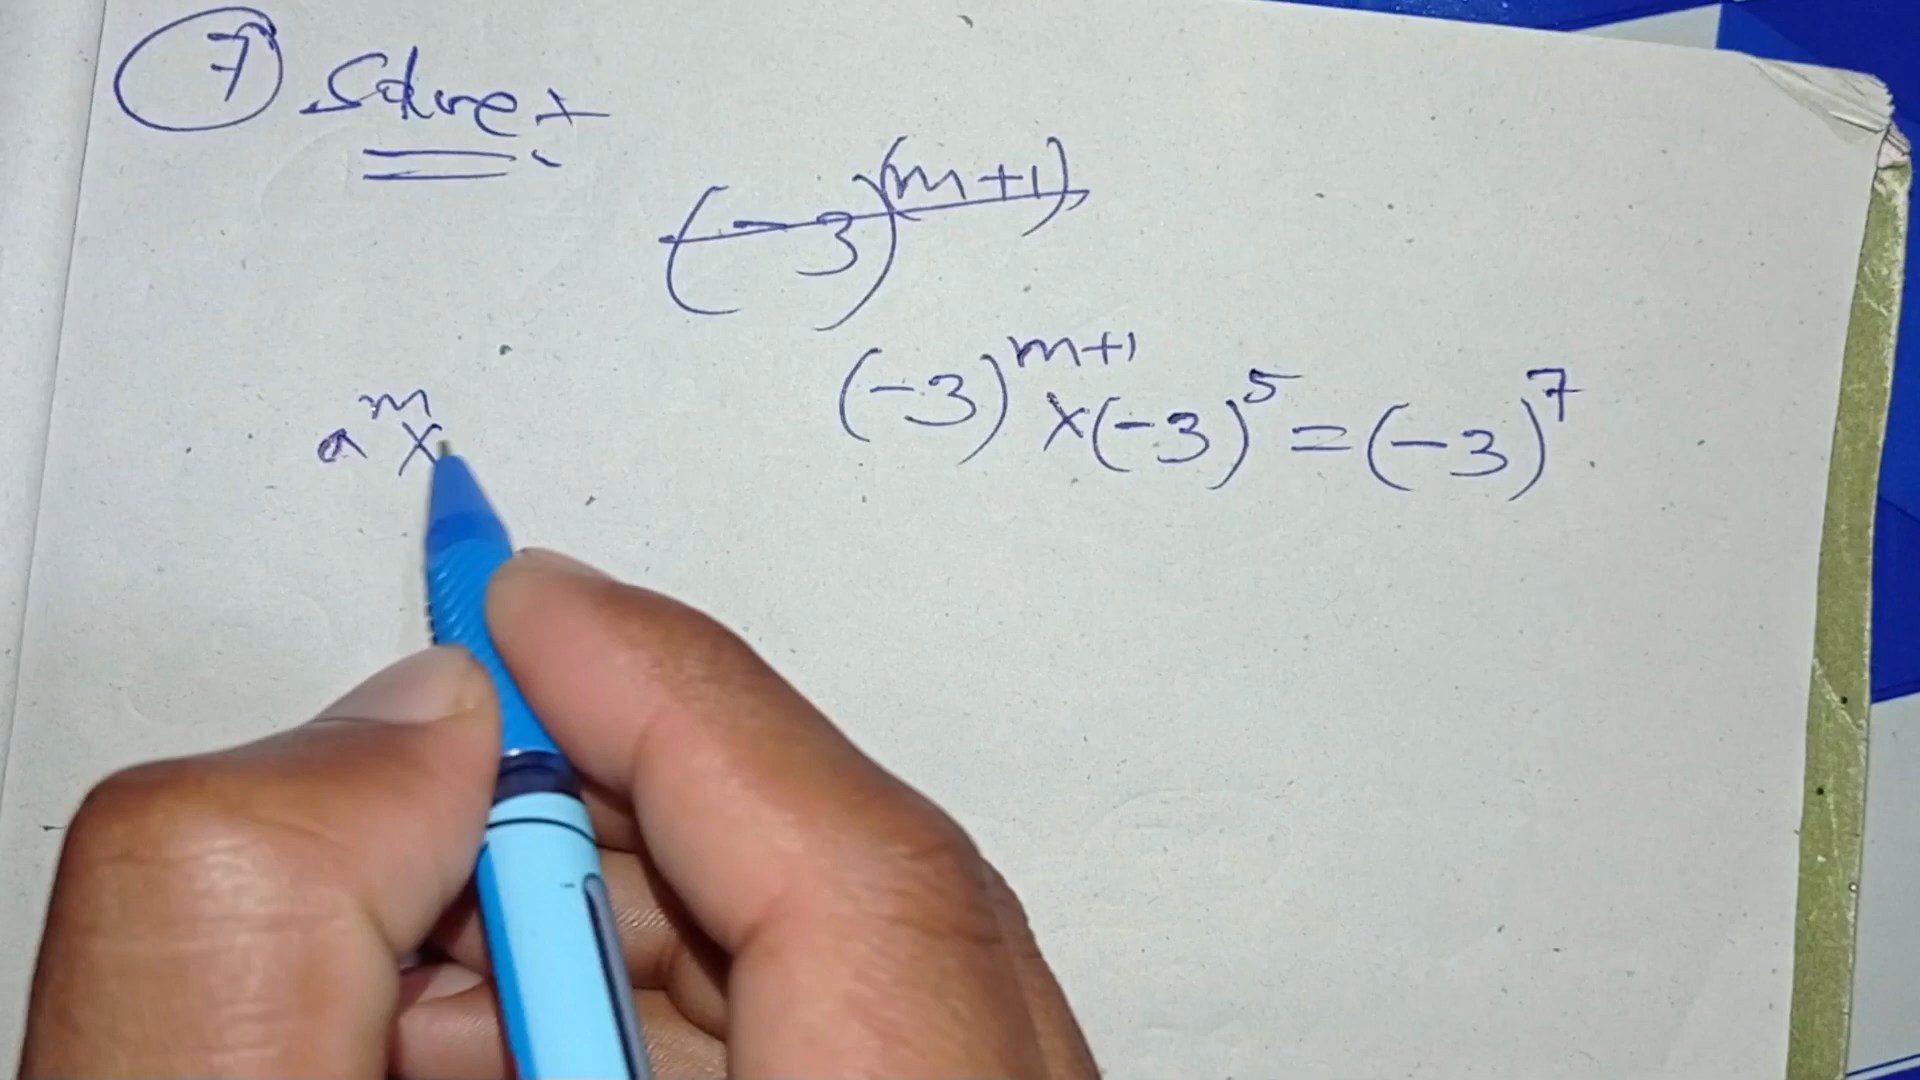 7 Solve :-
(-3)^(m+1)
(-3)^m+1 ×(-3)^5 = (-3)^7
a^m ×